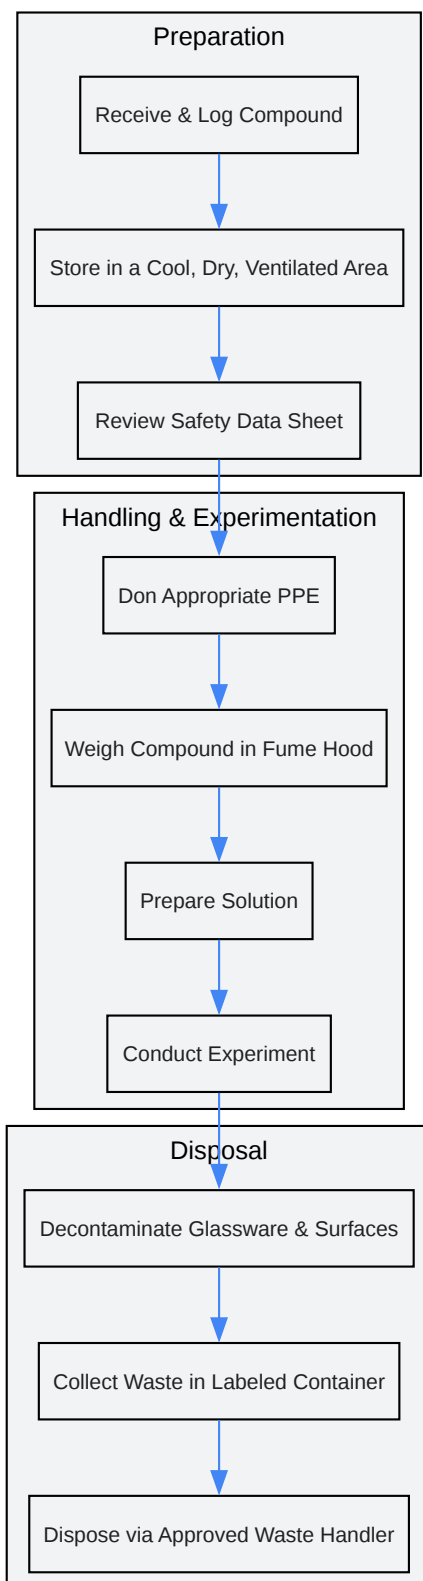 Preparation
Receive & Log Compound
Store in a Cool, Dry, Ventilated Area
Review Safety Data Sheet
Handling & Experimentation
Don Appropriate PPE
Weigh Compound in Fume Hood
Prepare Solution
Conduct Experiment
Disposal
Decontaminate Glassware & Surfaces
Collect Waste in Labeled Container
Dispose via Approved Waste Handler